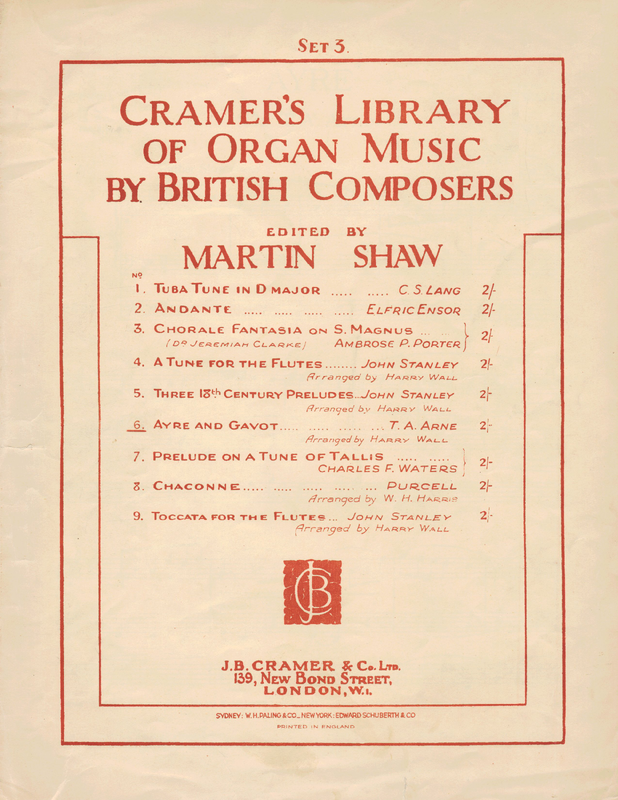 SET 3.
CRAMER'S LIBRARY
OF ORGAN MUSIC
BY BRITISH COMPOSERS
EDITED BY
MARTIN SHAW
No
1. TUBA TUNE IN D MAJOR ..... ..... C. S. LANG 2/-
2. ANDANTE ..... ..... ..... ..... ELFRIC ENSOR 2/-
3. CHORALE FANTASIA ON S. MAGNUS ... ...
(DR JEREMIAH CLARKE) AMBROSE P. PORTER } 2/-
4. A TUNE FOR THE FLUTES ........ JOHN STANLEY 2/-
Arranged by HARRY WALL
5. THREE 18th CENTURY PRELUDES... JOHN STANLEY 2/-
Arranged by HARRY WALL
6. AYRE AND GAVOT..... ..... ..... ... T. A. ARNE 2/-
Arranged by HARRY WALL
7. PRELUDE ON A TUNE OF TALLIS ..... .....
CHARLES F. WATERS } 2/-
8. CHACONNE..... ..... ..... ... PURCELL 2/-
Arranged by W. H. HARRIS
9. TOCCATA FOR THE FLUTES ... JOHN STANLEY 2/-
Arranged by HARRY WALL
JCB
J. B. CRAMER & Co. LTD.
139, NEW BOND STREET,
LONDON, W.1.
SYDNEY: W. H. PALING & CO., NEW YORK: EDWARD SCHUBERTH & CO
PRINTED IN ENGLAND